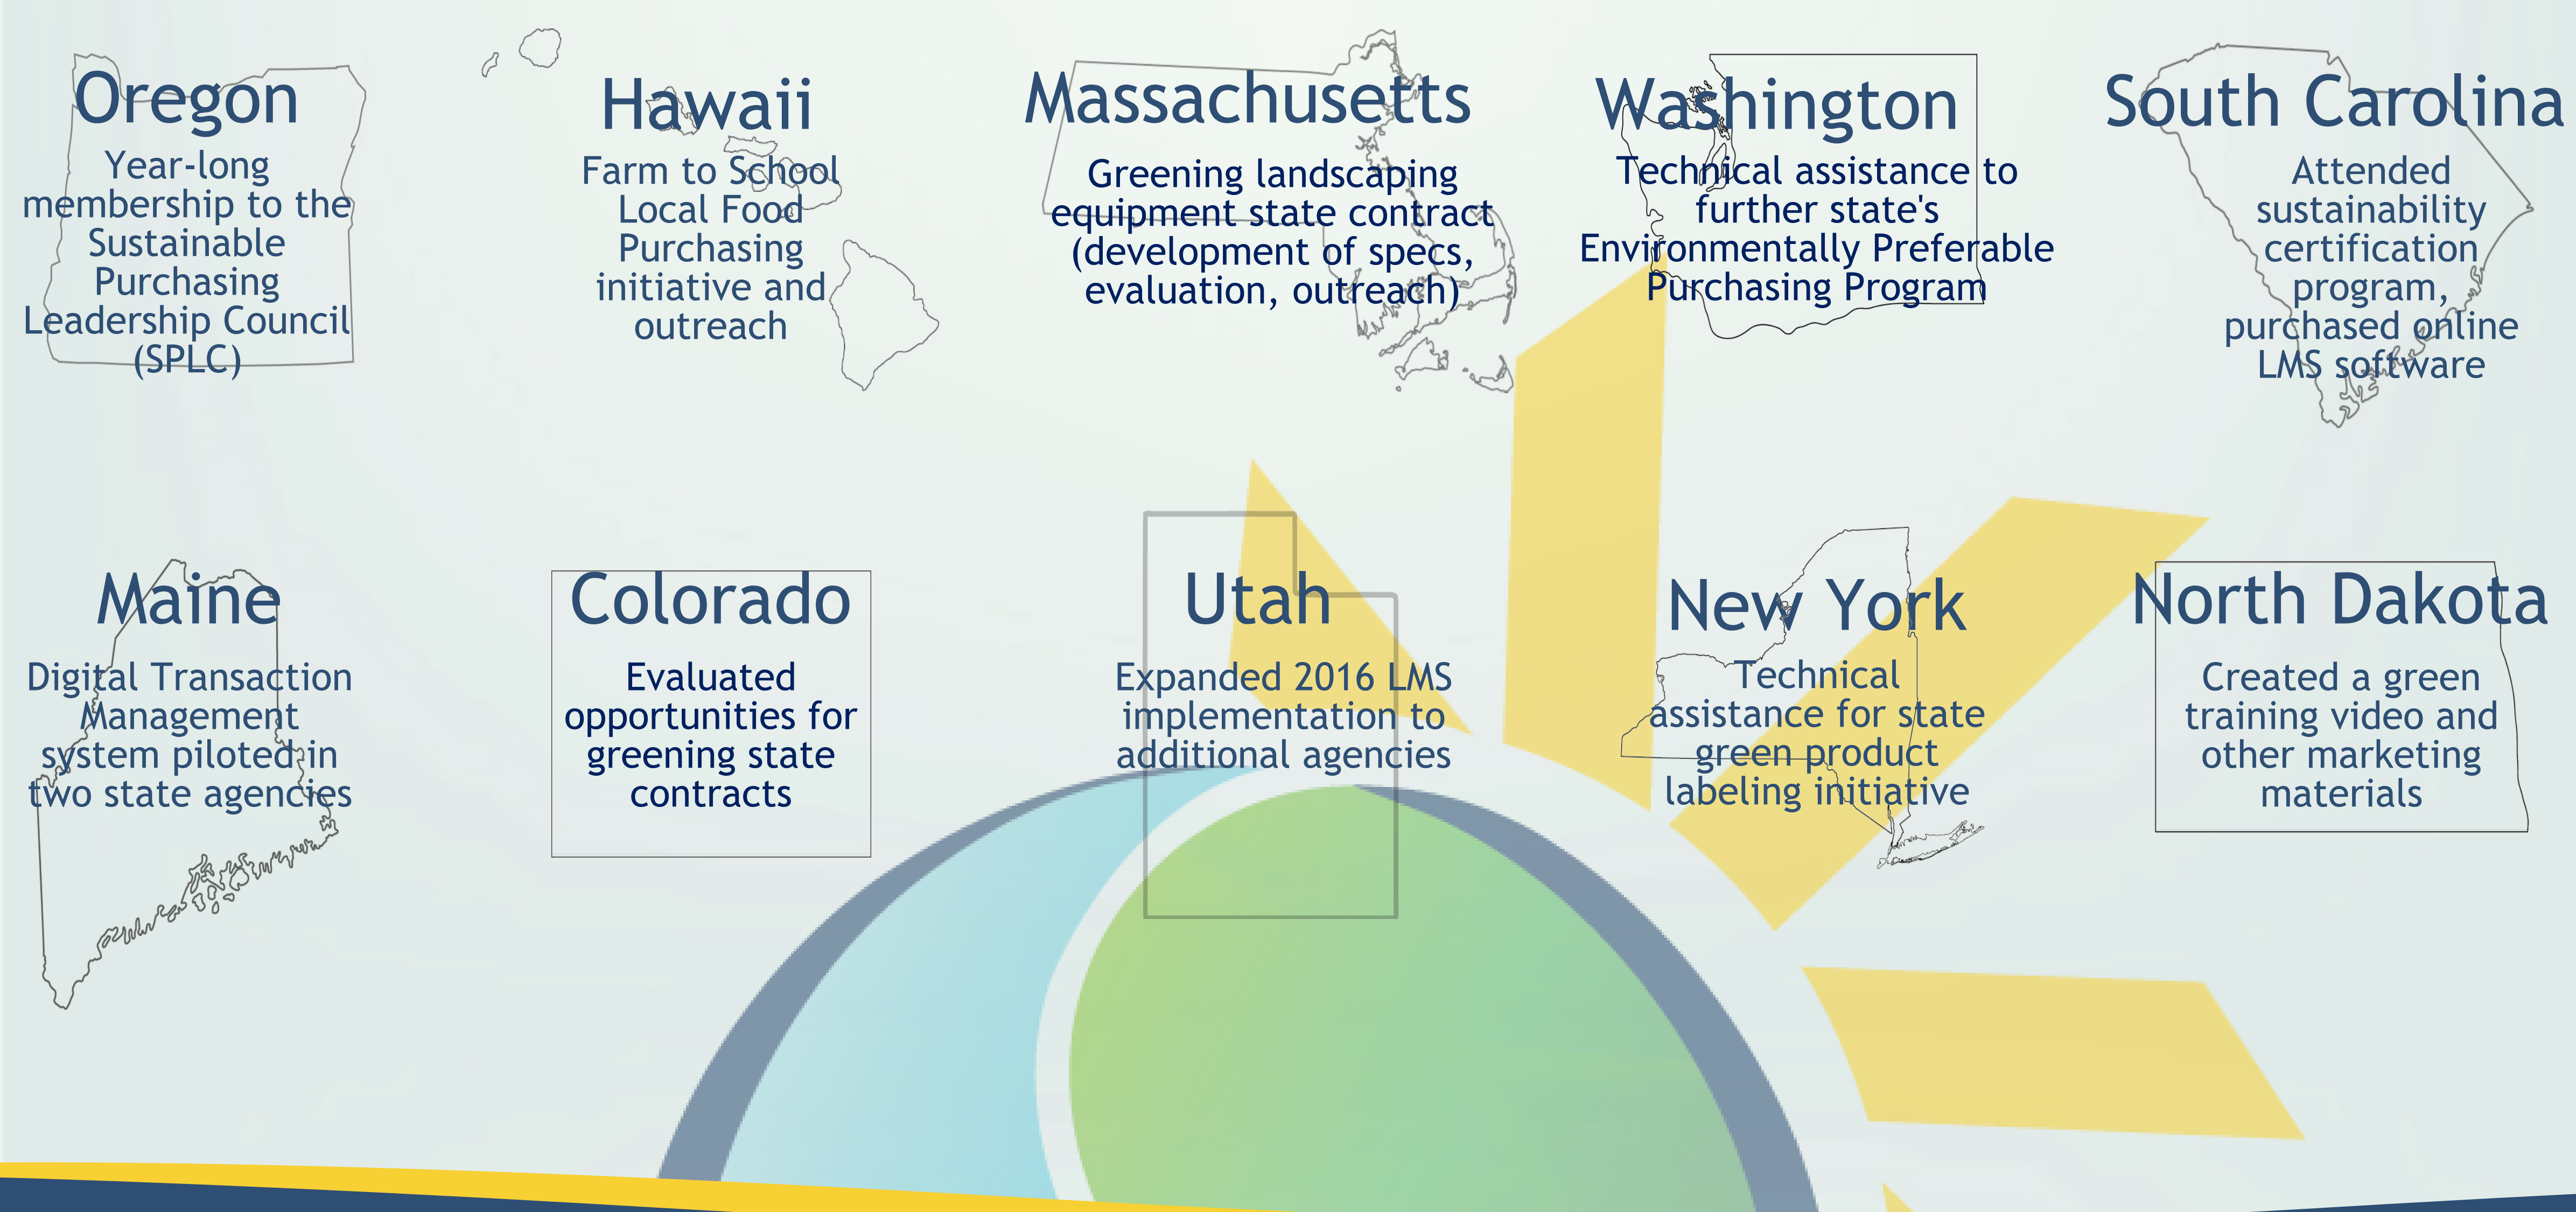 Oregon
Year-long
membership to the
Sustainable
Purchasing
Leadership Council
(SPLC)
Hawaii
Farm to School
Local Food
Purchasing
initiative and
outreach
Massachusetts
Greening landscaping
equipment state contract
(development of specs,
evaluation, outreach)
Washington
Technical assistance to
further state's
Environmentally Preferable
Purchasing Program
South Carolina
Attended
sustainability
certification
program,
purchased online
LMS software
Maine
Digital Transaction
Management
system piloted in
two state agencies
Colorado
Evaluated
opportunities for
greening state
contracts
Utah
Expanded 2016 LMS
implementation to
additional agencies
New York
Technical
assistance for state
green product
labeling initiative
North Dakota
Created a green
training video and
other marketing
materials